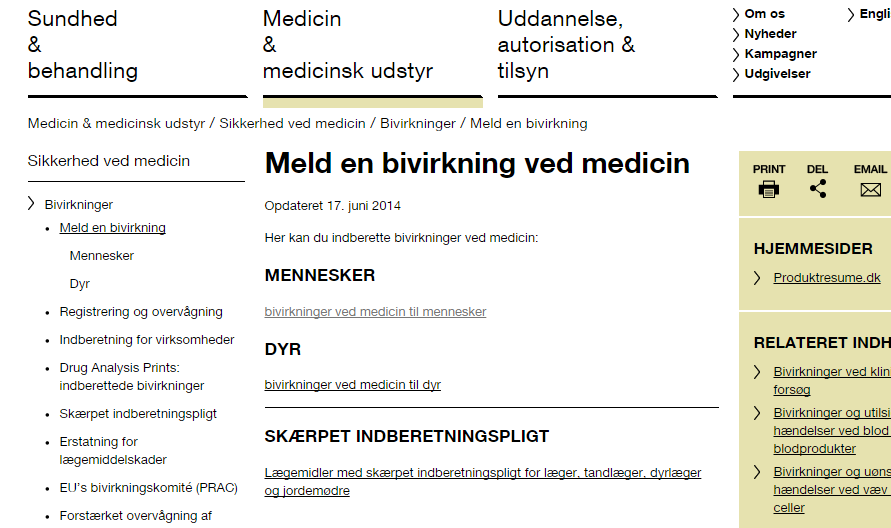 Sundhed
&
behandling
Medicin
&
medicinsk udstyr
Uddannelse,
autorisation &
tilsyn
Om os
Nyheder
Kampagner
Udgivelser
Engli
Medicin & medicinsk udstyr / Sikkerhed ved medicin / Bivirkninger / Meld en bivirkning
Sikkerhed ved medicin
Bivirkninger
Meld en bivirkning
Mennesker
Dyr
Registrering og overvågning
Indberetning for virksomheder
Drug Analysis Prints:
indberettede bivirkninger
Skærpet indberetningspligt
Erstatning for
lægemiddelskader
EU's bivirkningskomité (PRAC)
Forstærket overvågning af
Meld en bivirkning ved medicin
Opdateret 17. juni 2014
Her kan du indberette bivirkninger ved medicin:
MENNESKER
bivirkninger ved medicin til mennesker
DYR
bivirkninger ved medicin til dyr
SKÆRPET INDBERETNINGSPLIGT
Lægemidler med skærpet indberetningspligt for læger, tandlæger, dyrlæger
og jordemødre
PRINT DEL EMAIL
HJEMMESIDER
Produktresume.dk
RELATERET INDH
Bivirkninger ved klin
forsøg
Bivirkninger og utilsi
hændelser ved blod
blodprodukter
Bivirkninger og uøns
hændelser ved væv
celler